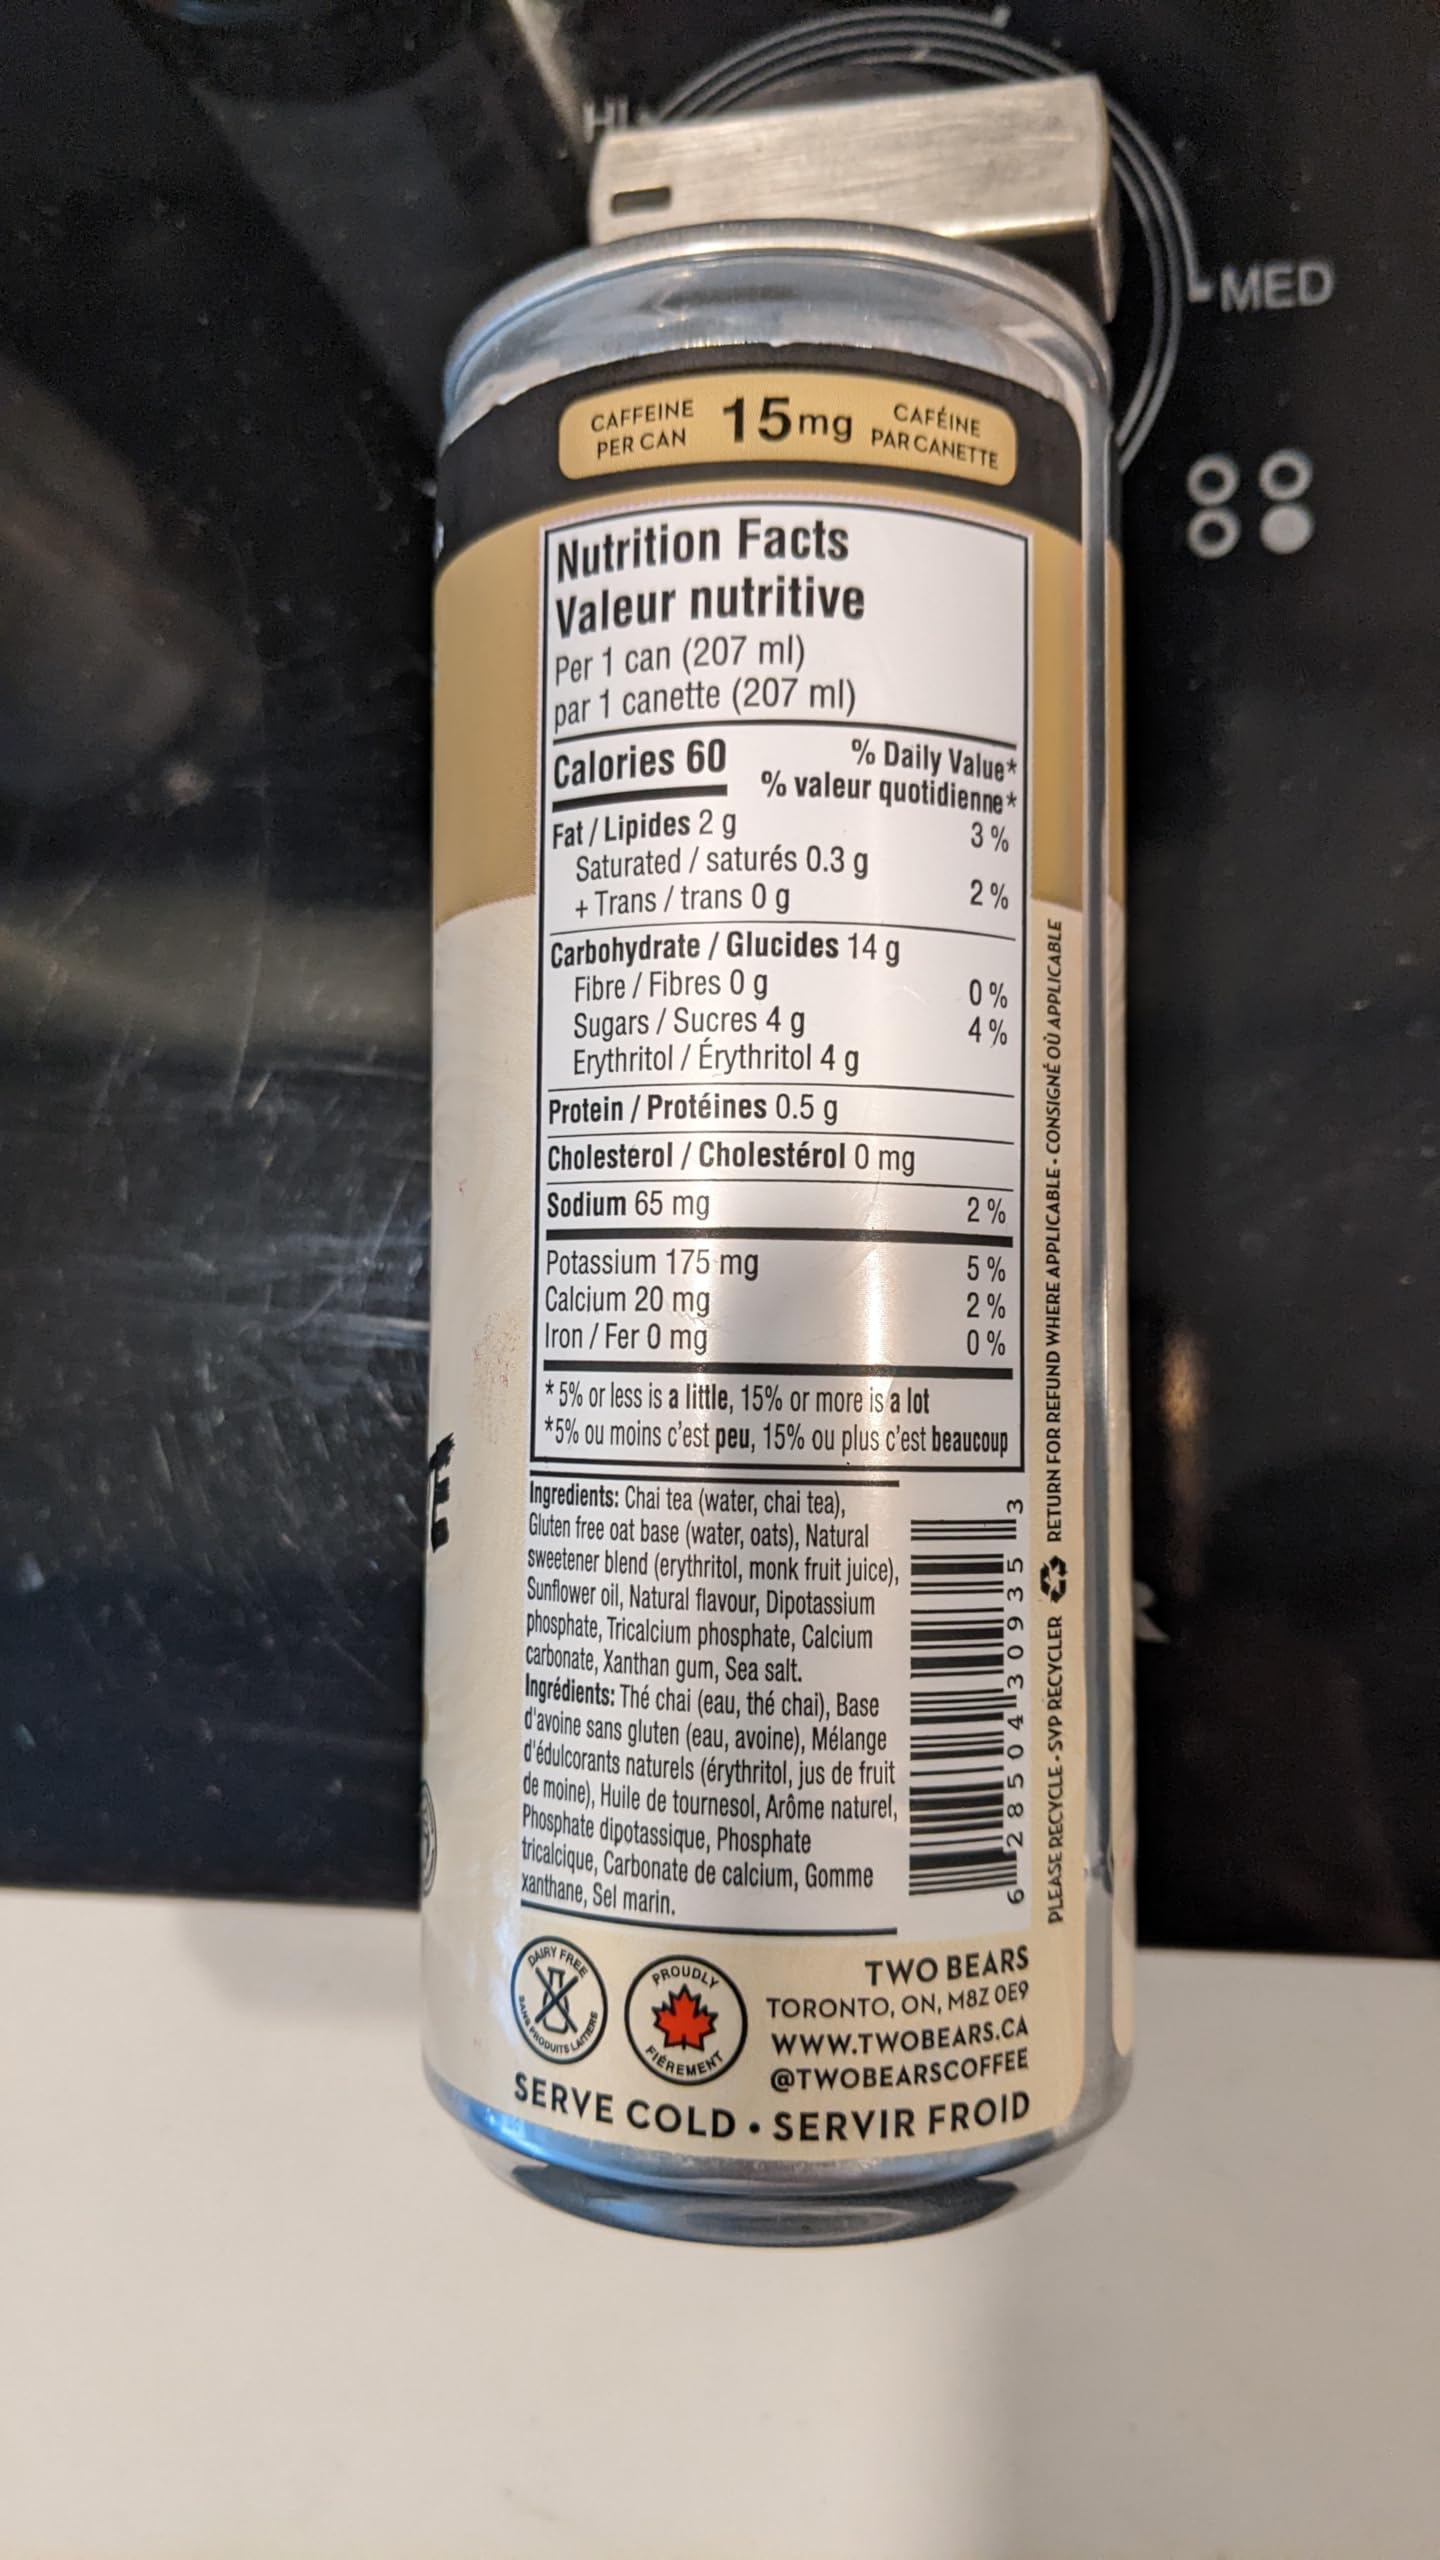 HI
MED
CAFFEINE
PER CAN
15mg
CAFÉINE
PAR CANETTE
Nutrition Facts
Valeur nutritive
Per 1 can (207 ml)
par 1 canette (207 ml)
Calories 60
% Daily Value*
% valeur quotidienne*
Fat / Lipides 2 g 3 %
Saturated / saturés 0.3 g
+ Trans / trans 0 g 2 %
Carbohydrate / Glucides 14 g
Fibre / Fibres 0 g 0 %
Sugars / Sucres 4 g 4 %
Erythritol / Érythritol 4 g
Protein / Protéines 0.5 g
Cholesterol / Cholestérol 0 mg
Sodium 65 mg 2 %
Potassium 175 mg 5 %
Calcium 20 mg 2 %
Iron / Fer 0 mg 0 %
* 5% or less is a little, 15% or more is a lot
*5% ou moins c'est peu, 15% ou plus c'est beaucoup
Ingredients: Chai tea (water, chai tea),
Gluten free oat base (water, oats), Natural
sweetener blend (erythritol, monk fruit juice),
Sunflower oil, Natural flavour, Dipotassium
phosphate, Tricalcium phosphate, Calcium
carbonate, Xanthan gum, Sea salt.
Ingrédients: Thé chai (eau, thé chai), Base
d'avoine sans gluten (eau, avoine), Mélange
d'édulcorants naturels (érythritol, jus de fruit
de moine), Huile de tournesol, Arôme naturel,
Phosphate dipotassique, Phosphate
tricalcique, Carbonate de calcium, Gomme
xanthane, Sel marin.
6 28504 30935 3
PLEASE RECYCLE - SVP RECYCLER RETURN FOR REFUND WHERE APPLICABLE - CONSIGNÉ OÙ APPLICABLE
DAIRY FREE
SANS PRODUITS LAITIERS
PROUDLY
FIÈREMENT
TWO BEARS
TORONTO, ON, M8Z 0E9
WWW.TWOBEARS.CA
@TWOBEARSCOFFEE
SERVE COLD • SERVIR FROID